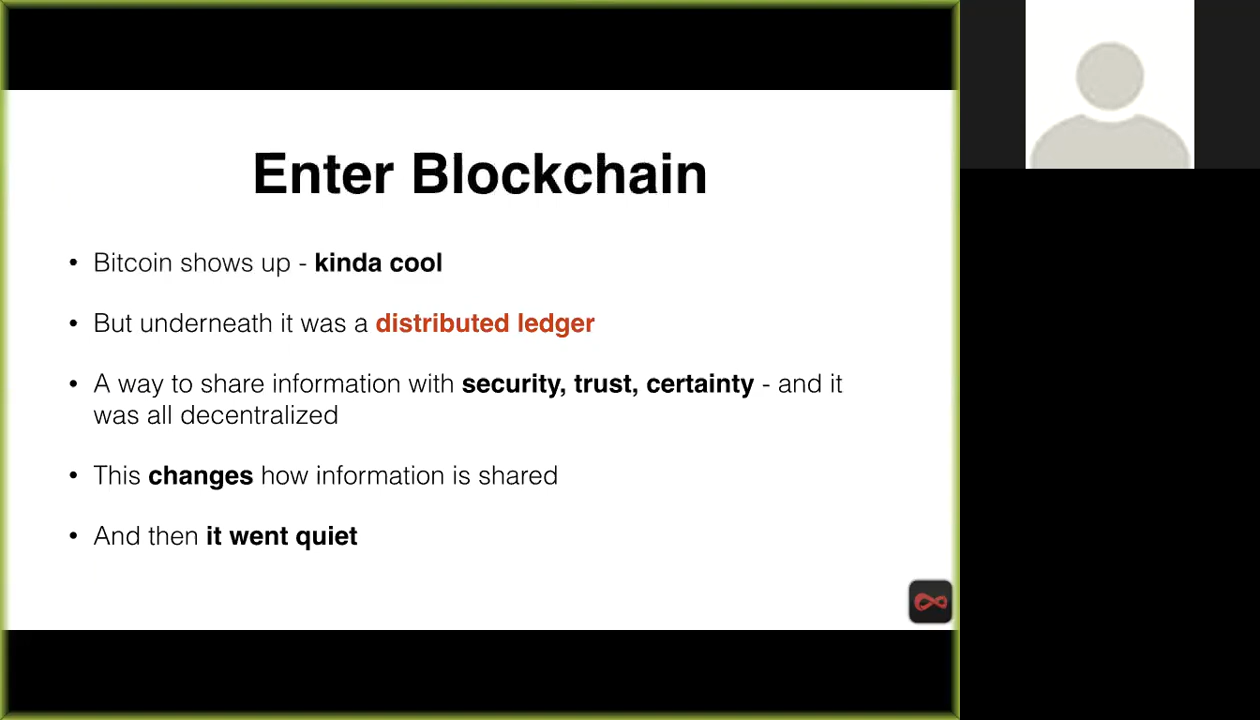 Enter Blockchain
• Bitcoin shows up - kinda cool
• But underneath it was a distributed ledger
• A way to share information with security, trust, certainty - and it
was all decentralized
• This changes how information is shared
• And then it went quiet